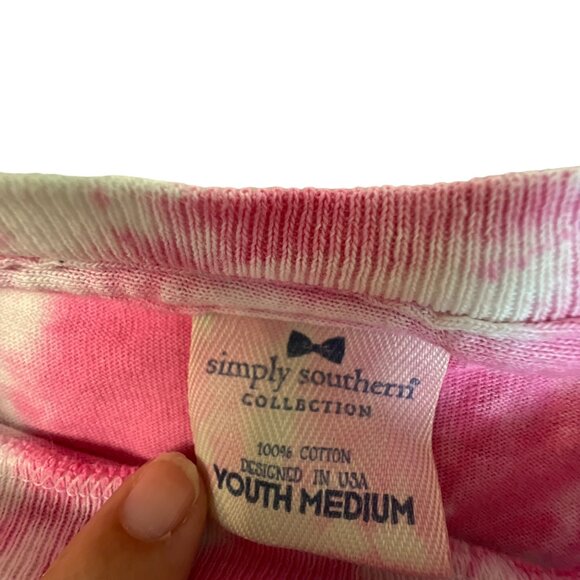 simply southern®
COLLECTION
100% COTTON
DESIGNED IN USA
YOUTH MEDIUM